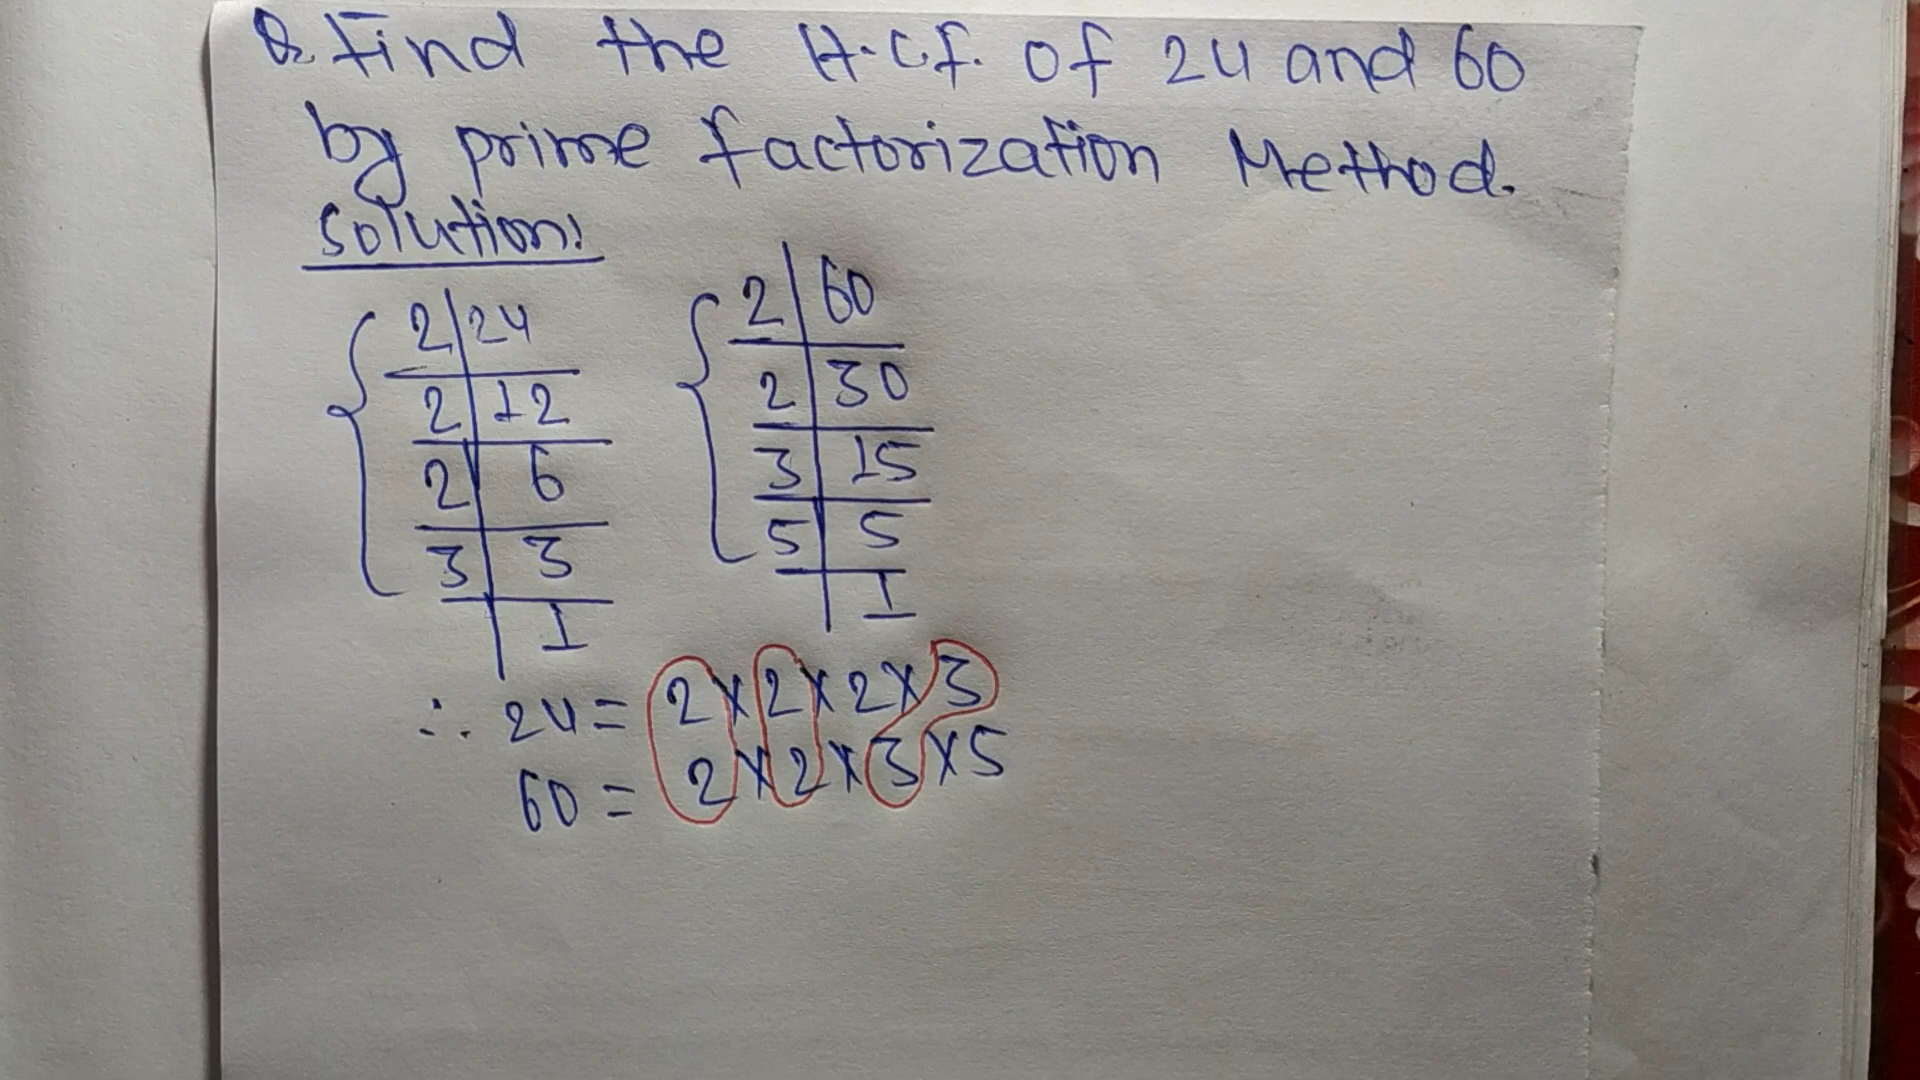 Q. Find the H.C.f. of 24 and 60
by prime factorization Method.
Solution:
2 | 24
2 | 12
2 | 6
3 | 3
| 1
2 | 60
2 | 30
3 | 15
5 | 5
| 1
∴ 24 = 2×2×2×3
60 = 2×2×3×5